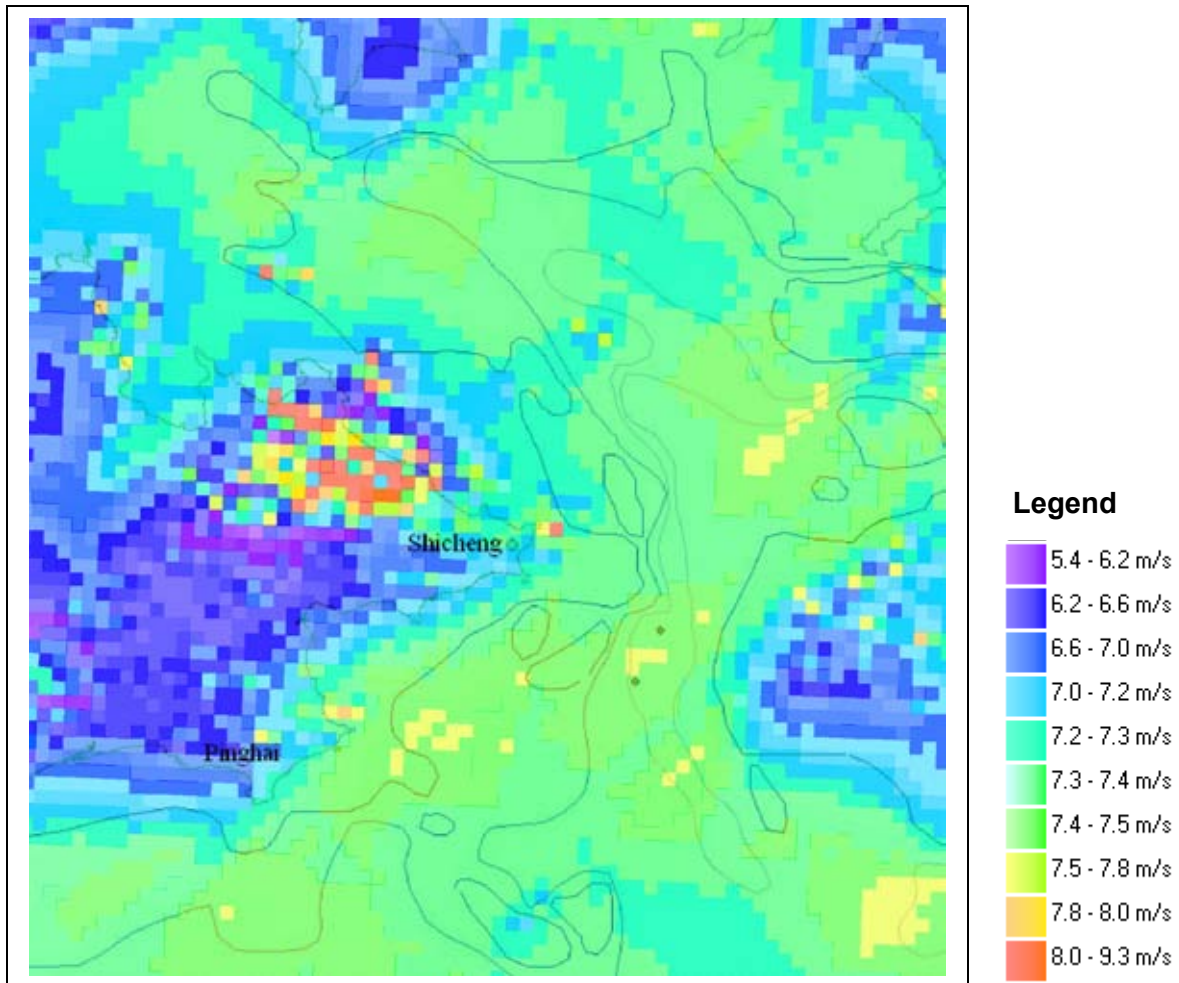 Shicheng
Pinghai
Legend
5.4 - 6.2 m/s
6.2 - 6.6 m/s
6.6 - 7.0 m/s
7.0 - 7.2 m/s
7.2 - 7.3 m/s
7.3 - 7.4 m/s
7.4 - 7.5 m/s
7.5 - 7.8 m/s
7.8 - 8.0 m/s
8.0 - 9.3 m/s